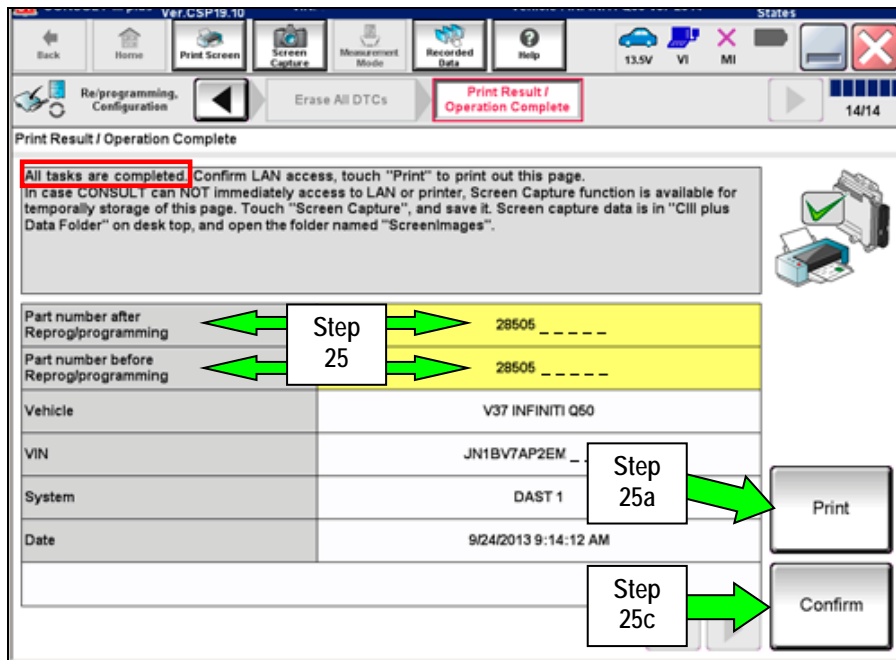 Ver.CSP19.10
States
Back
Home
Print Screen
Screen Capture
Measurement Mode
Recorded Data
Help
13.5V
VI
MI
Re/programming, Configuration
Erase All DTCs
Print Result / Operation Complete
14/14
Print Result / Operation Complete
All tasks are completed. Confirm LAN access, touch "Print" to print out this page.
In case CONSULT can NOT immediately access to LAN or printer, Screen Capture function is available for
temporally storage of this page. Touch "Screen Capture", and save it. Screen capture data is in "CIII plus
Data Folder" on desk top, and open the folder named "ScreenImages".
Part number after
Reprog/programming
Step
25
28505 _ _ _ _ _
Part number before
Reprog/programming
28505 _ _ _ _ _
Vehicle
V37 INFINITI Q50
VIN
JN1BV7AP2EM _
Step
25a
System
DAST 1
Print
Date
9/24/2013 9:14:12 AM
Step
25c
Confirm